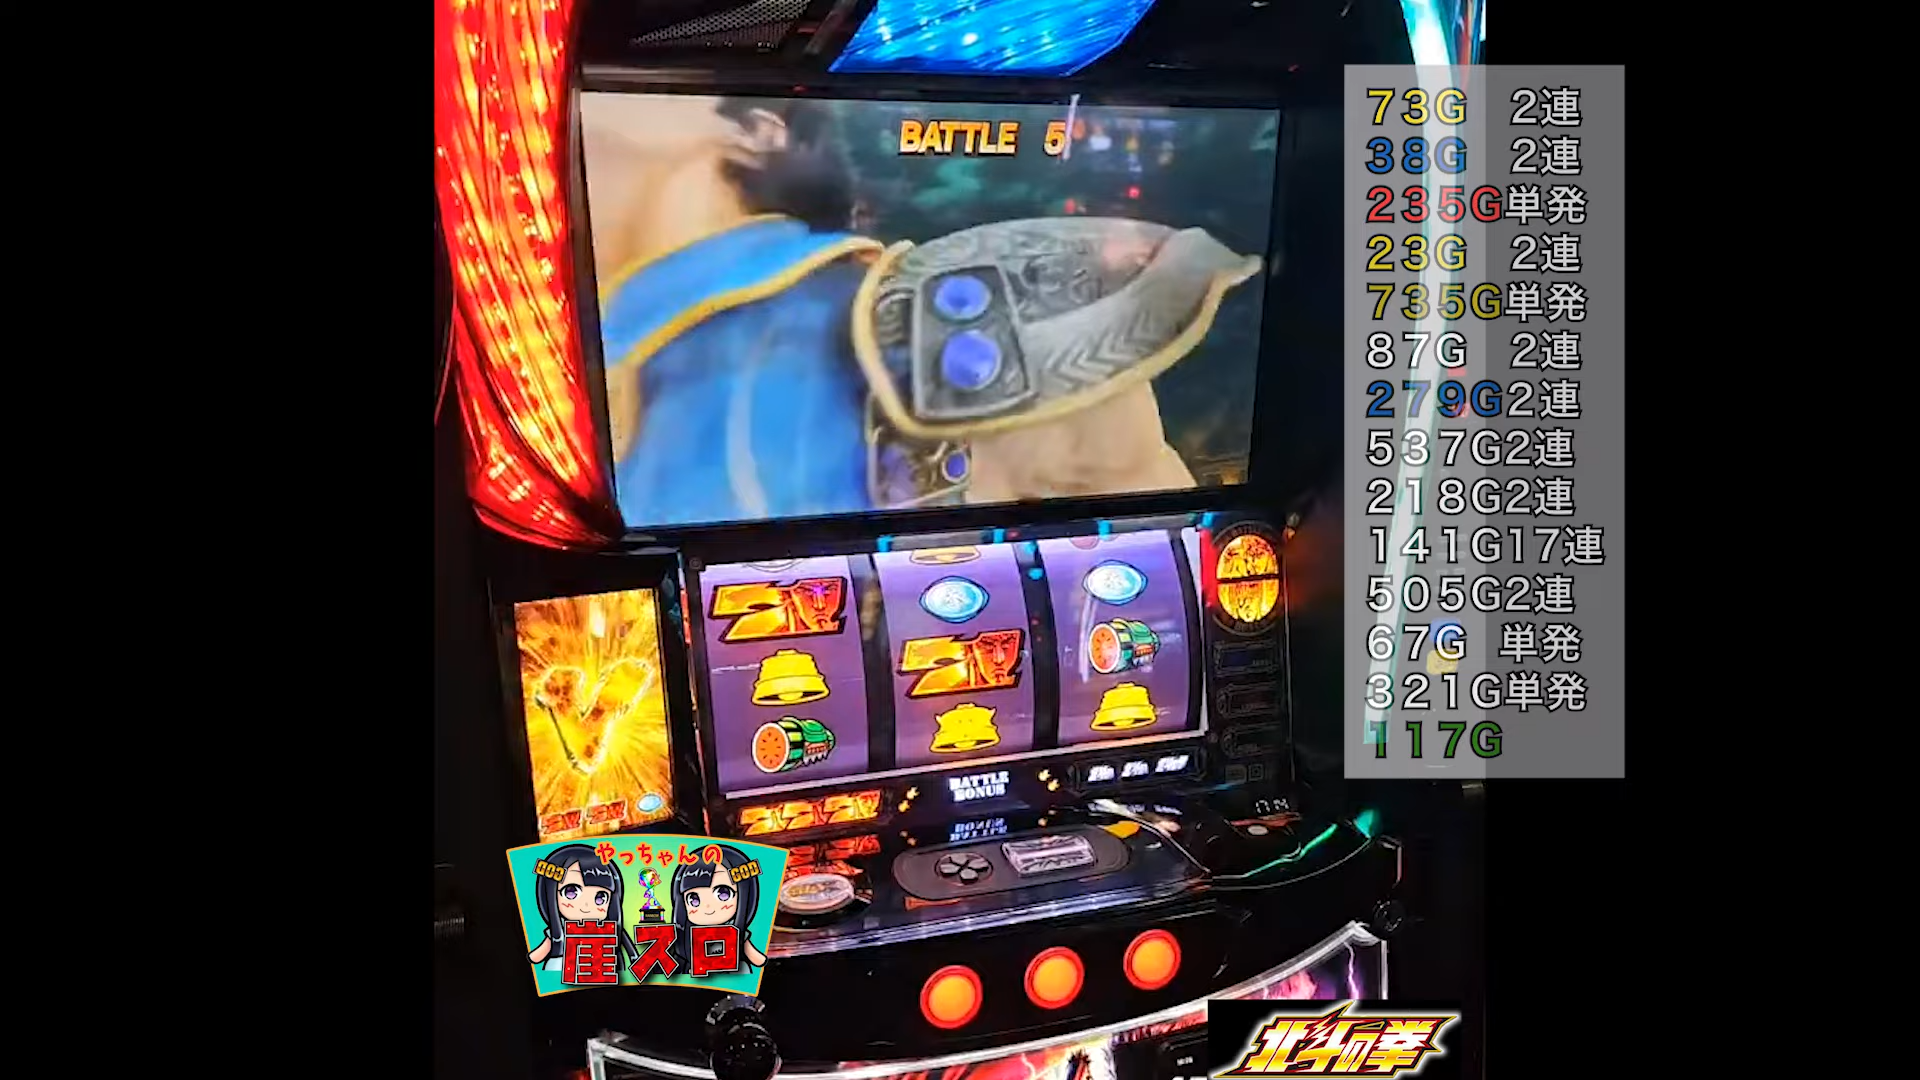 BATTLE 5
73G 2連
38G 2連
235G単発
23G 2連
735G単発
87G 2連
279G2連
537G2連
218G2連
141G17連
505G2連
67G 単発
321G単発
117G
BATTLE
BONUS
やっちゃんの
GOD
GOD
崖スロ
北斗の拳